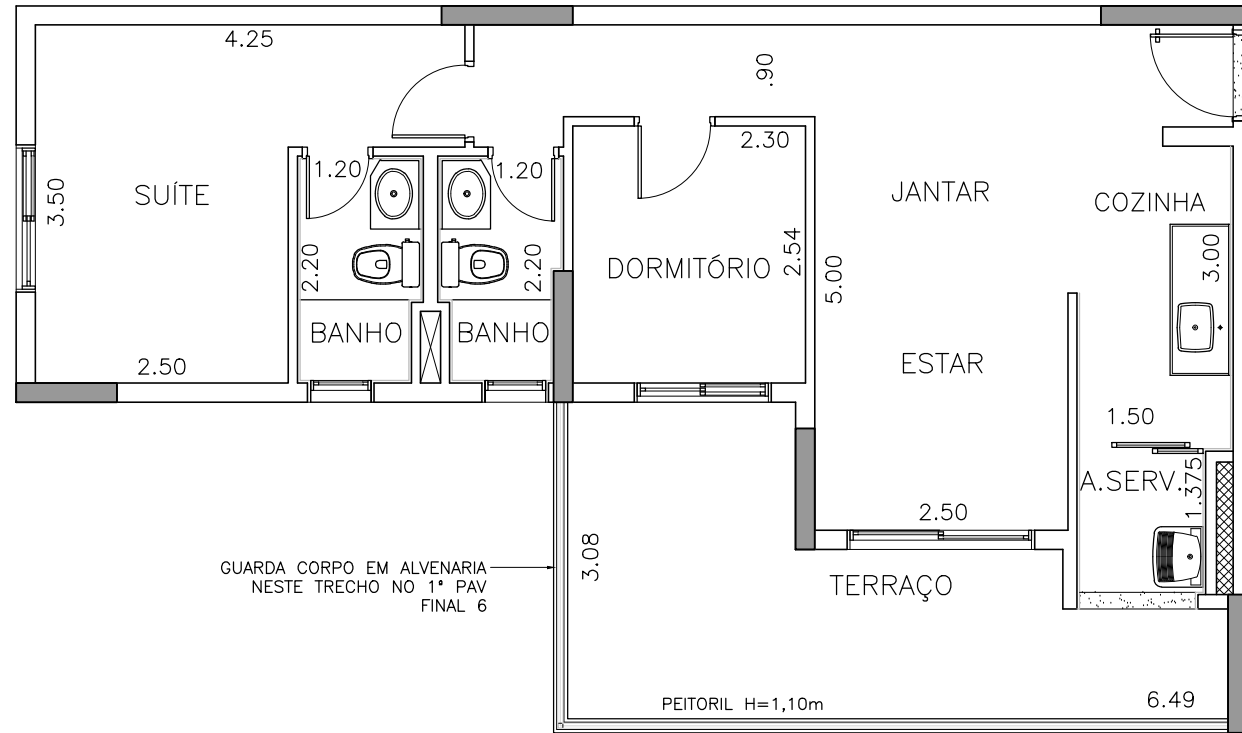 4.25
.90
1.20
1.20
2.30
SUÍTE
3.50
JANTAR
COZINHA
2.20
2.20
DORMITÓRIO
2.54
5.00
3.00
BANHO
BANHO
2.50
ESTAR
1.50
A.SERV.
1.375
2.50
GUARDA CORPO EM ALVENARIA
NESTE TRECHO NO 1º PAV
FINAL 6
3.08
TERRAÇO
PEITORIL H=1,10m
6.49